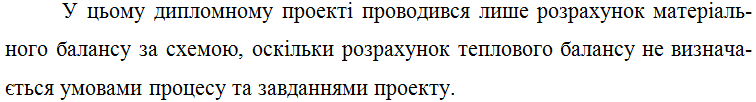 У цьому дипломному проекті проводився лише розрахунок матеріаль-
ного балансу за схемою, оскільки розрахунок теплового балансу не визнача-
ється умовами процесу та завданнями проекту.